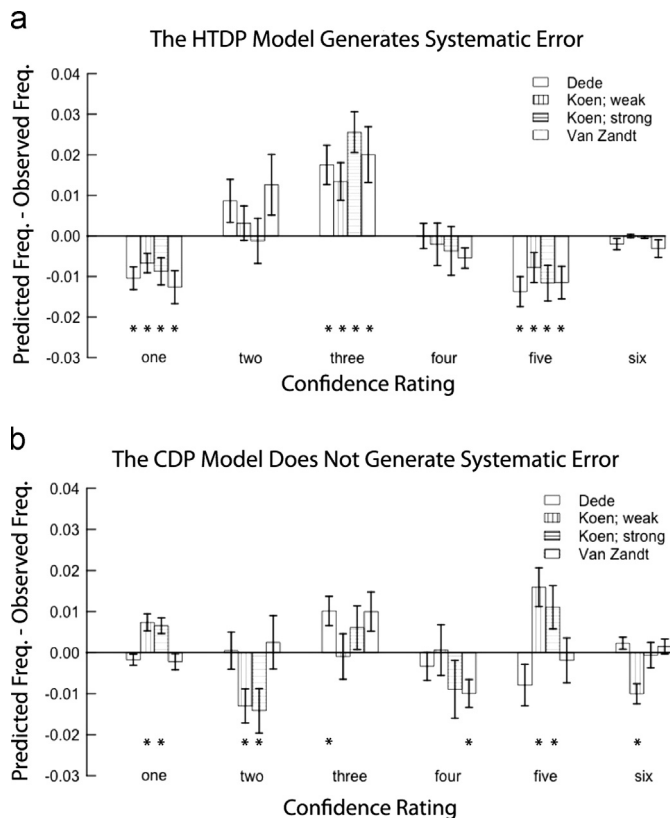 a
The HTDP Model Generates Systematic Error
Predicted Freq. - Observed Freq.
0.04
0.03
0.02
0.01
0.00
-0.01
-0.02
-0.03
Dede
Koen; weak
Koen; strong
Van Zandt
* * * *
* * * *
* * * *
one two three four five six
Confidence Rating
b
The CDP Model Does Not Generate Systematic Error
Predicted Freq. - Observed Freq.
0.04
0.03
0.02
0.01
0.00
-0.01
-0.02
-0.03
Dede
Koen; weak
Koen; strong
Van Zandt
* *
* *
*
*
* *
*
one two three four five six
Confidence Rating